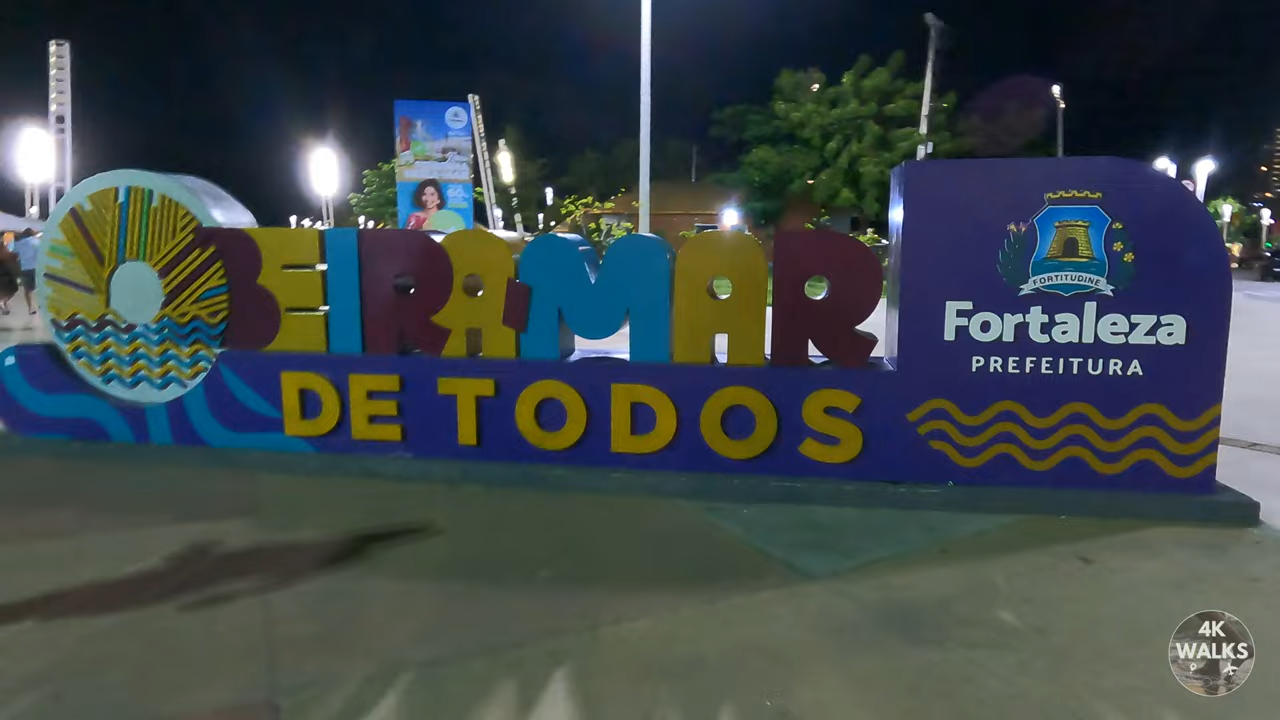 BEIRA MAR
DE TODOS
FORTITUDINE
Fortaleza
PREFEITURA
4K
WALKS